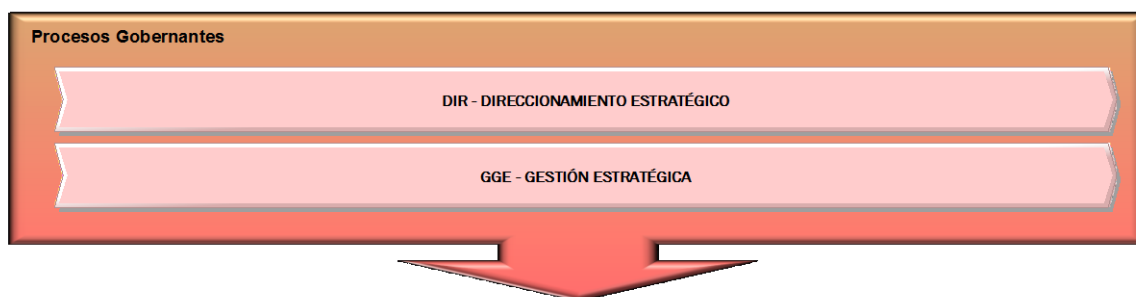 Procesos Gobernantes
DIR - DIRECCIONAMIENTO ESTRATÉGICO
GGE - GESTIÓN ESTRATÉGICA